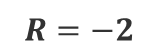 R = −2